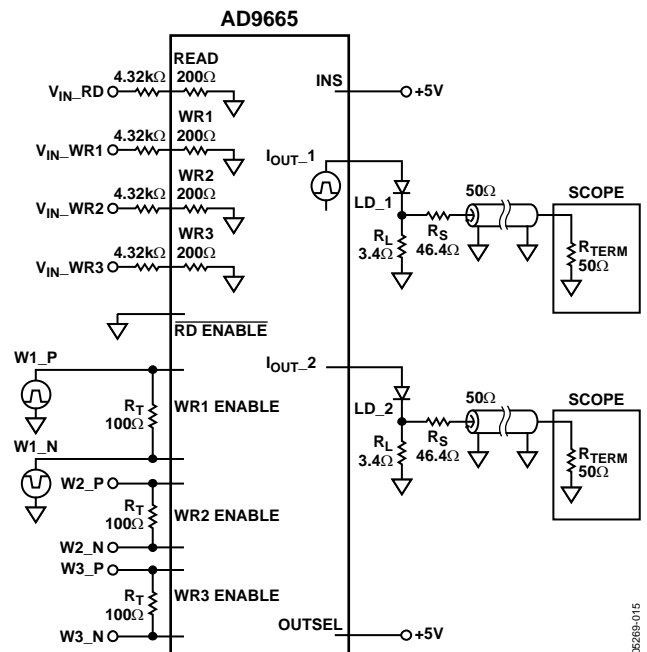 AD9665
READ
4.32kΩ 200Ω
V_IN_RD
INS
+5V
WR1
4.32kΩ 200Ω
V_IN_WR1
I_OUT_1
WR2
4.32kΩ 200Ω
V_IN_WR2
LD_1
50Ω
SCOPE
R_L
3.4Ω
R_S
46.4Ω
R_TERM
50Ω
WR3
4.32kΩ 200Ω
V_IN_WR3
RD ENABLE
W1_P
I_OUT_2
R_T
100Ω
WR1 ENABLE
LD_2
50Ω
SCOPE
R_L
3.4Ω
R_S
46.4Ω
R_TERM
50Ω
W1_N
W2_P
R_T
100Ω
WR2 ENABLE
W2_N
W3_P
R_T
100Ω
WR3 ENABLE
W3_N
OUTSEL
+5V
05269-015